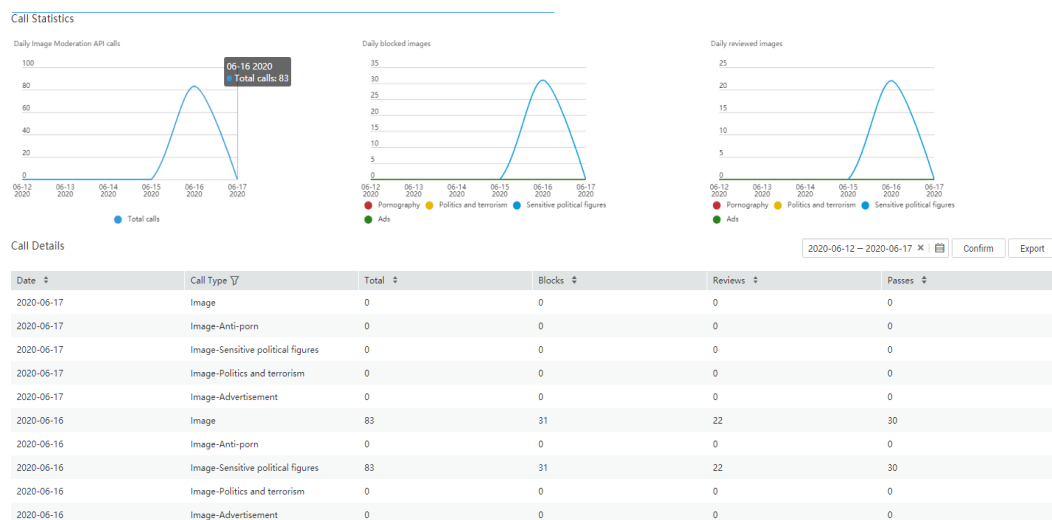 Call Statistics
Daily Image Moderation API calls
100
80
60
40
20
0
06-12 2020
06-13 2020
06-14 2020
06-15 2020
06-16 2020
06-17 2020
06-16 2020
Total calls: 83
Total calls
Daily blocked images
35
30
25
20
15
10
5
0
06-12 2020
06-13 2020
06-14 2020
06-15 2020
06-16 2020
06-17 2020
Pornography Politics and terrorism Sensitive political figures
Ads
Daily reviewed images
25
20
15
10
5
0
06-12 2020
06-13 2020
06-14 2020
06-15 2020
06-16 2020
06-17 2020
Pornography Politics and terrorism Sensitive political figures
Ads
Call Details
2020-06-12 – 2020-06-17 × Confirm Export
Date Call Type Total Blocks Reviews Passes
2020-06-17 Image 0 0 0 0
2020-06-17 Image-Anti-porn 0 0 0 0
2020-06-17 Image-Sensitive political figures 0 0 0 0
2020-06-17 Image-Politics and terrorism 0 0 0 0
2020-06-17 Image-Advertisement 0 0 0 0
2020-06-16 Image 83 31 22 30
2020-06-16 Image-Anti-porn 0 0 0 0
2020-06-16 Image-Sensitive political figures 83 31 22 30
2020-06-16 Image-Politics and terrorism 0 0 0 0
2020-06-16 Image-Advertisement 0 0 0 0